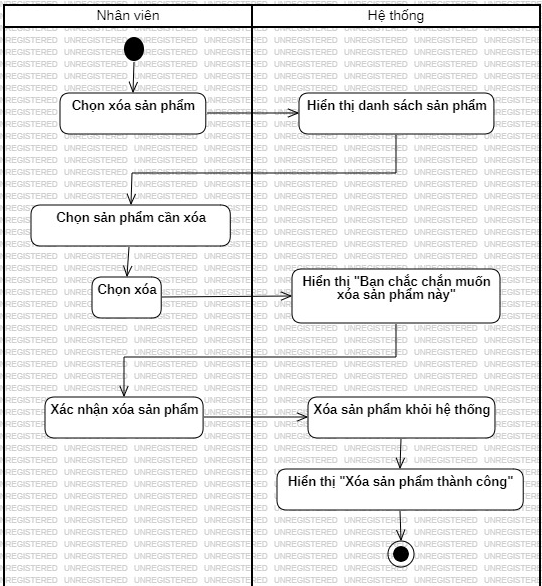 Nhân viên
Hệ thống
Chọn xóa sản phẩm
Hiển thị danh sách sản phẩm
Chọn sản phẩm cần xóa
Chọn xóa
Hiển thị "Bạn chắc chắn muốn
xóa sản phẩm này"
Xác nhận xóa sản phẩm
Xóa sản phẩm khỏi hệ thống
Hiển thị "Xóa sản phẩm thành công"
UNREGISTERED